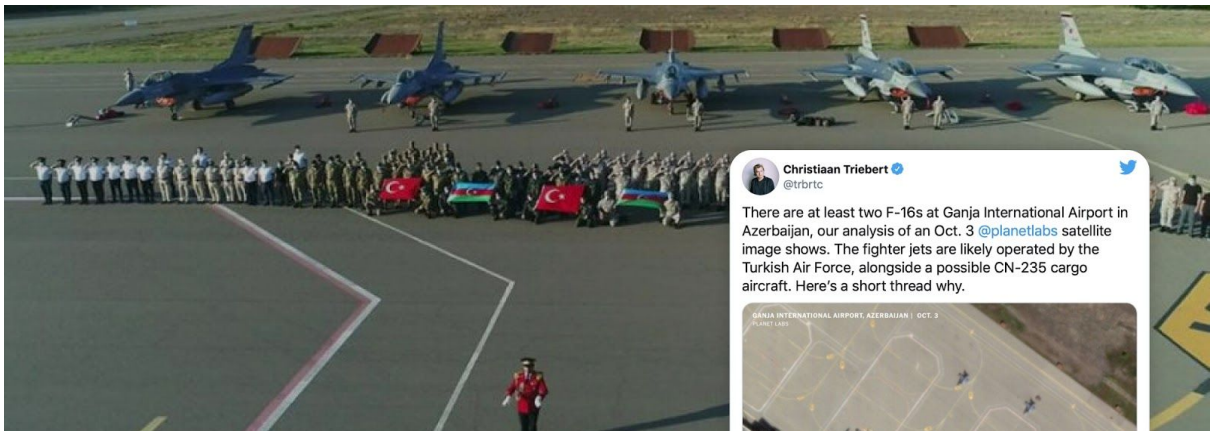 Christiaan Triebert
@trbrtc
There are at least two F-16s at Ganja International Airport in
Azerbaijan, our analysis of an Oct. 3 @planetlabs satellite
image shows. The fighter jets are likely operated by the
Turkish Air Force, alongside a possible CN-235 cargo
aircraft. Here's a short thread why.
GANJA INTERNATIONAL AIRPORT, AZERBAIJAN | OCT. 3
PLANET LABS